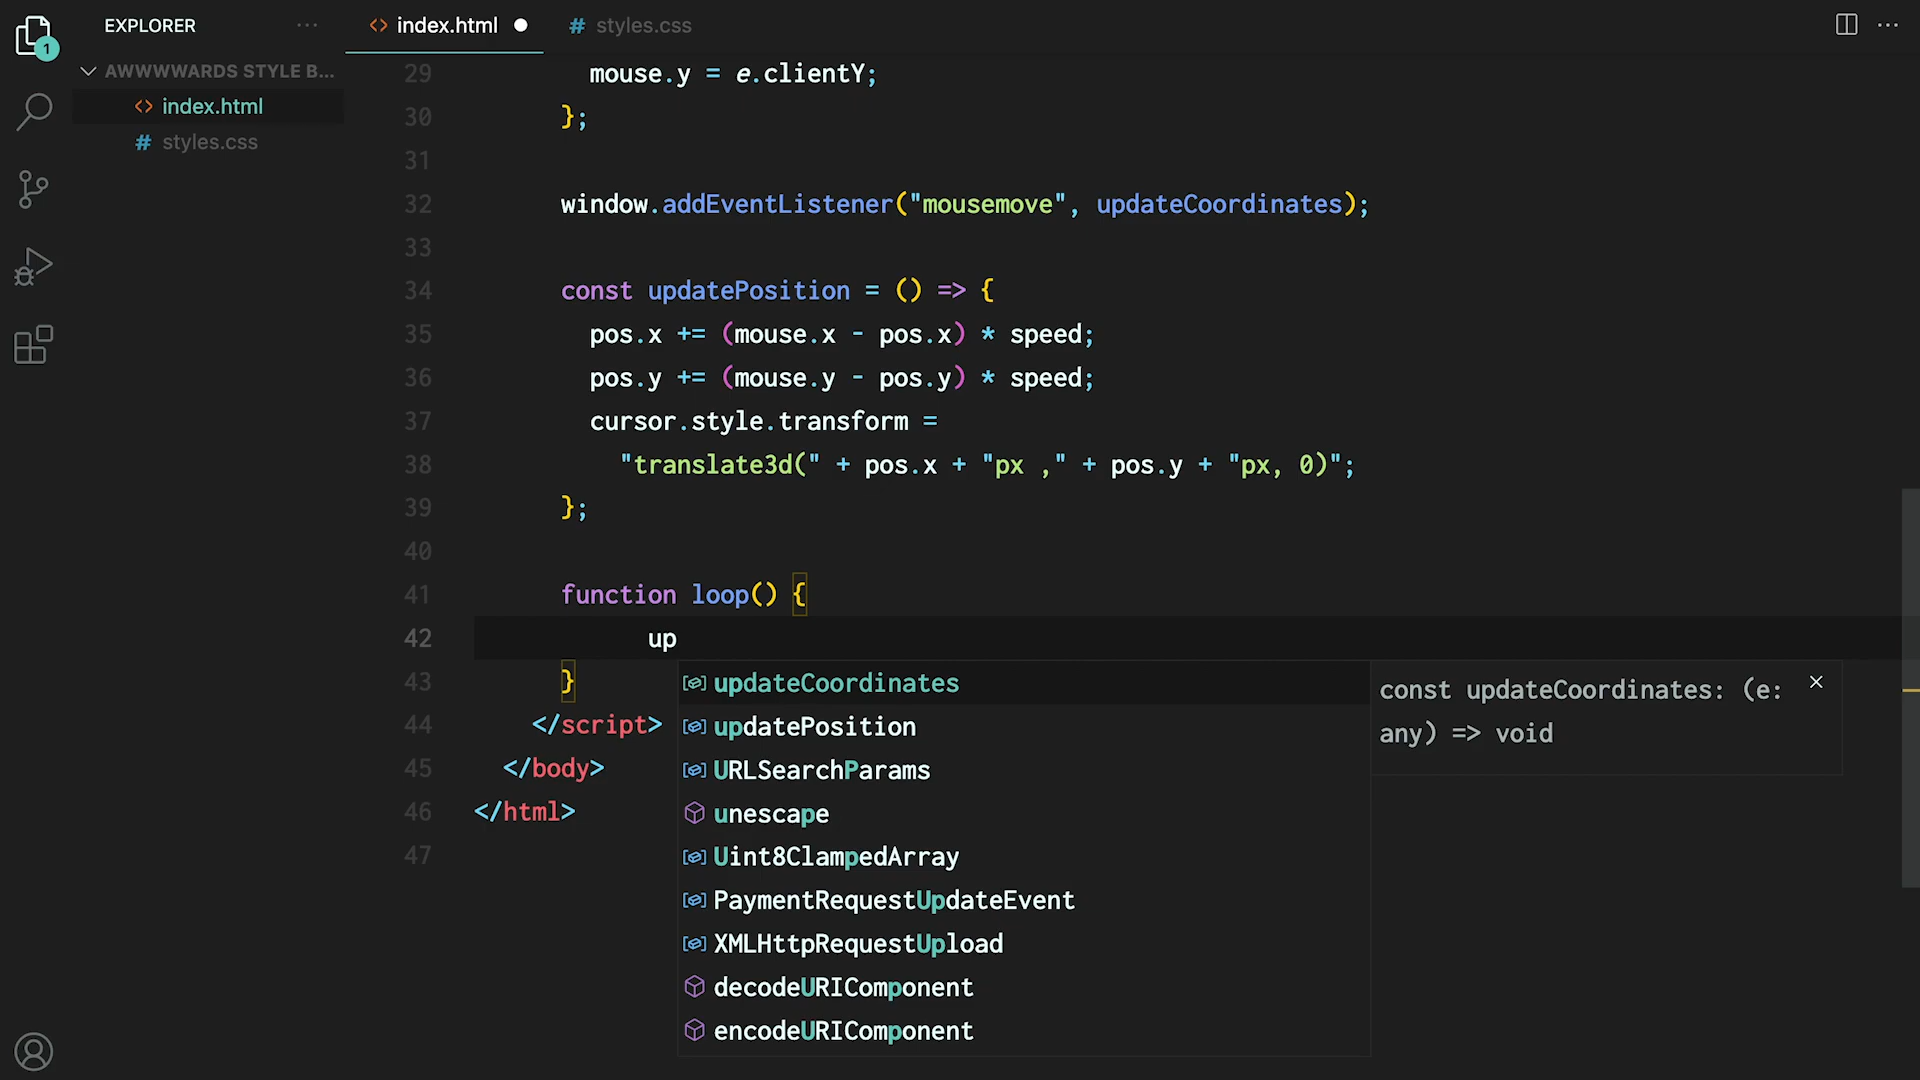 EXPLORER
AWWWWARDS STYLE B...
index.html
styles.css
1
index.html
styles.css
29 mouse.y = e.clientY;
30 };
31
32 window.addEventListener("mousemove", updateCoordinates);
33
34 const updatePosition = () => {
35 pos.x += (mouse.x - pos.x) * speed;
36 pos.y += (mouse.y - pos.y) * speed;
37 cursor.style.transform =
38 "translate3d(" + pos.x + "px ," + pos.y + "px, 0)";
39 };
40
41 function loop() {
42 up
43 }
44 </script>
45 </body>
46 </html>
47
updateCoordinates
updatePosition
URLSearchParams
unescape
Uint8ClampedArray
PaymentRequestUpdateEvent
XMLHttpRequestUpload
decodeURIComponent
encodeURIComponent
const updateCoordinates: (e:
any) => void